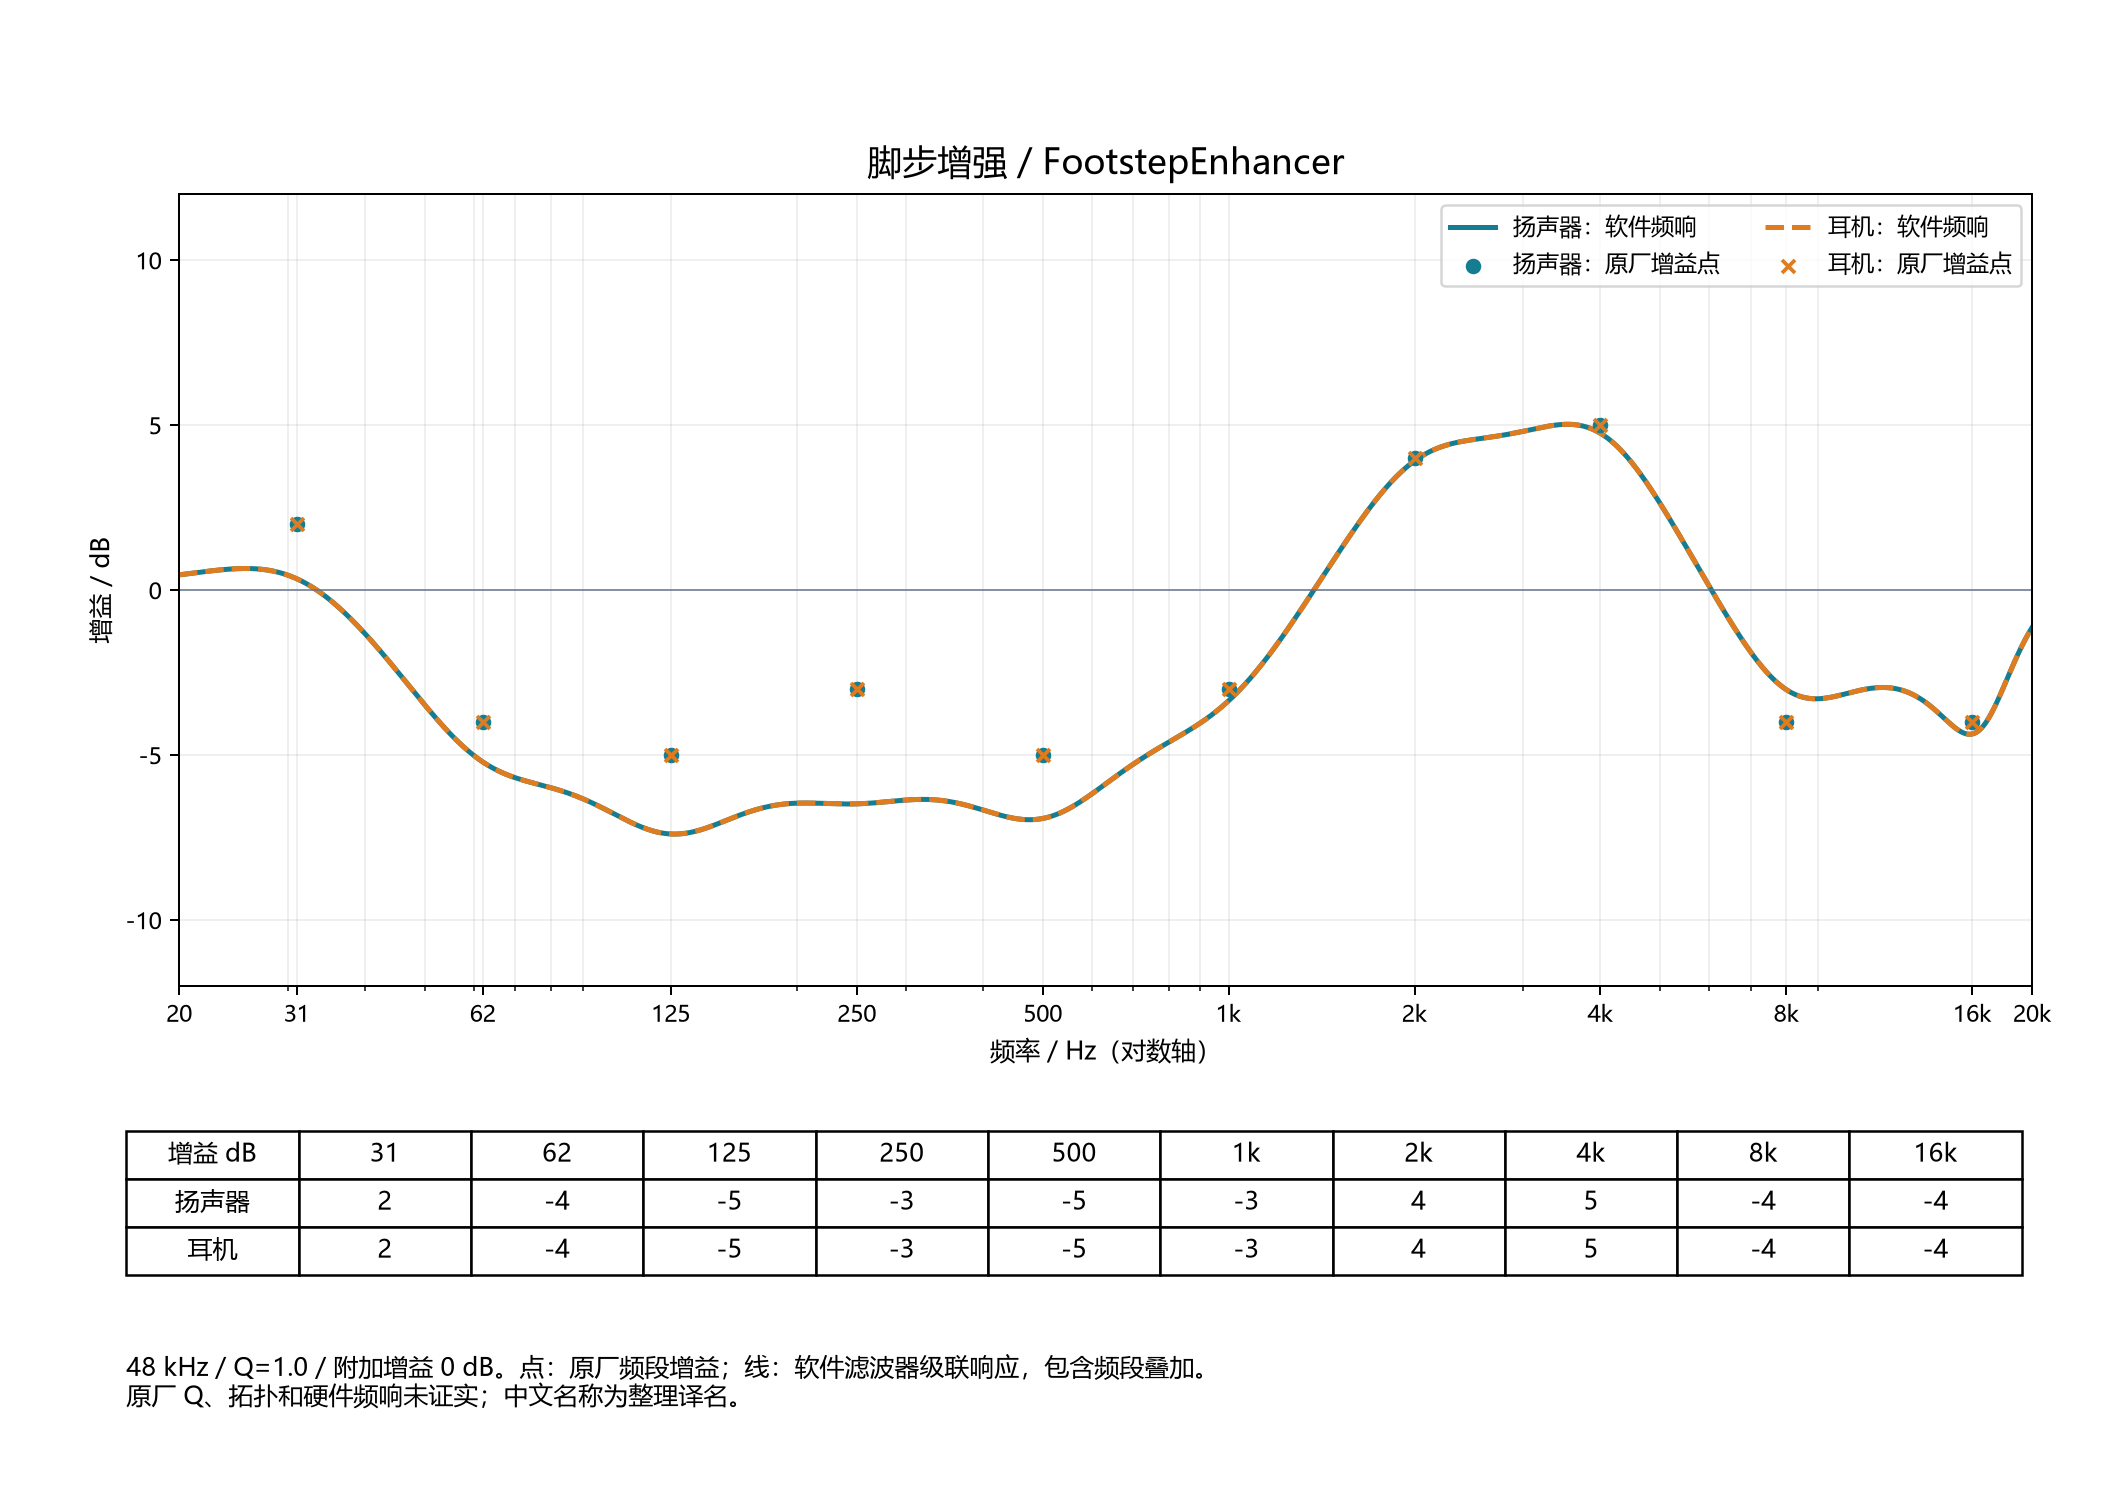 脚步增强 / FootstepEnhancer
扬声器：软件频响 耳机：软件频响
扬声器：原厂增益点 耳机：原厂增益点
10
5
0
-5
-10
增益 / dB
20 31 62 125 250 500 1k 2k 4k 8k 16k 20k
频率 / Hz（对数轴）
增益 dB 31 62 125 250 500 1k 2k 4k 8k 16k
扬声器 2 -4 -5 -3 -5 -3 4 5 -4 -4
耳机 2 -4 -5 -3 -5 -3 4 5 -4 -4
48 kHz / Q=1.0 / 附加增益 0 dB。点：原厂频段增益；线：软件滤波器级联响应，包含频段叠加。
原厂 Q、拓扑和硬件频响未证实；中文名称为整理译名。